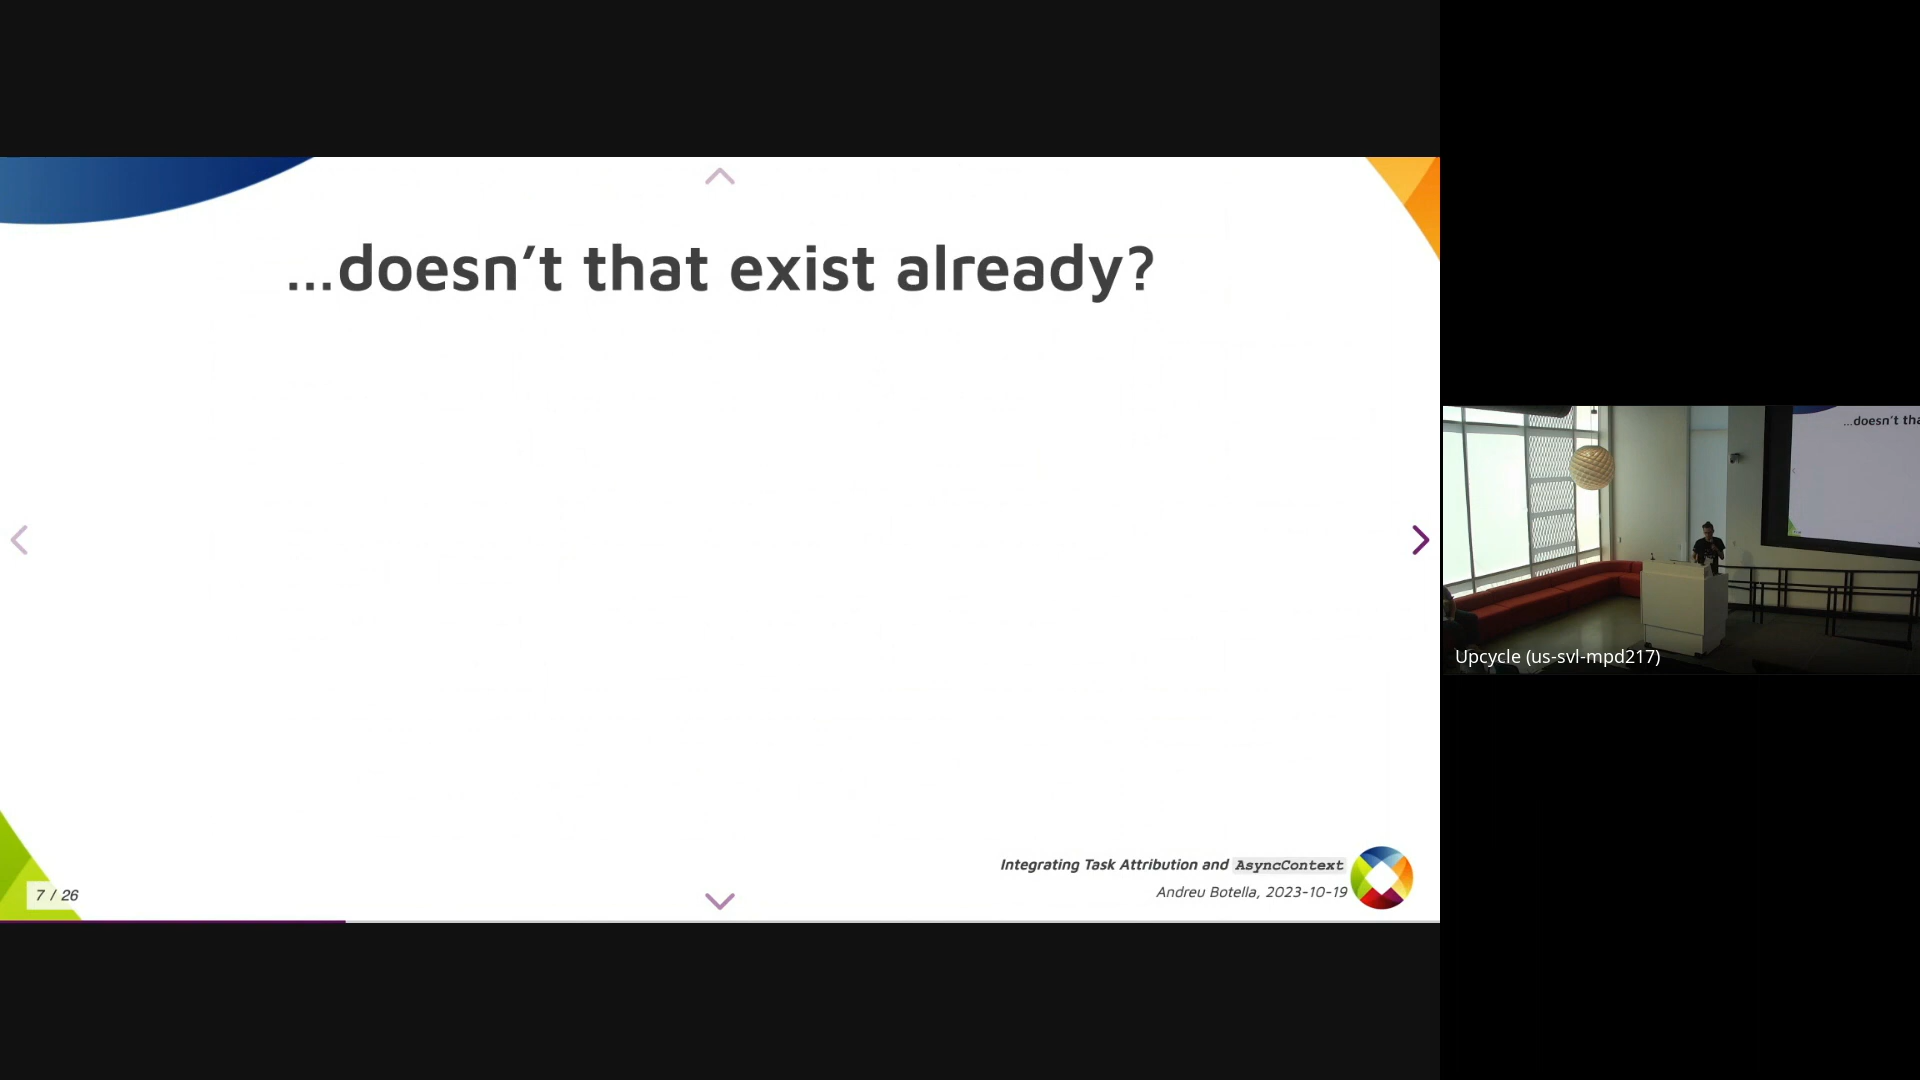 ...doesn’t that exist already?
Integrating Task Attribution and AsyncContext
Andreu Botella, 2023-10-19
7 / 26
...doesn't tha
Upcycle (us-svl-mpd217)